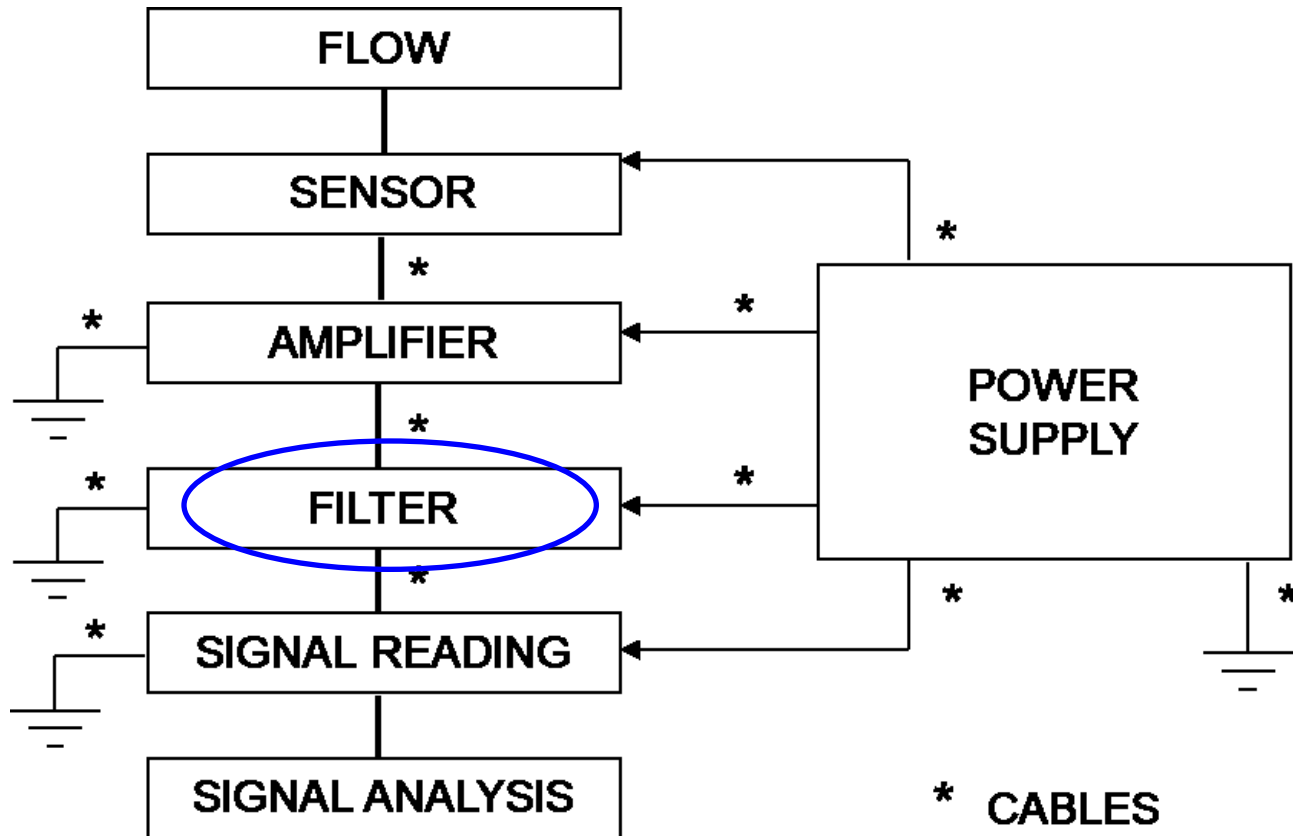 FLOW
SENSOR
*
*
*
*
AMPLIFIER
POWER
SUPPLY
*
*
*
FILTER
*
*
*
*
*
SIGNAL READING
SIGNAL ANALYSIS
* CABLES